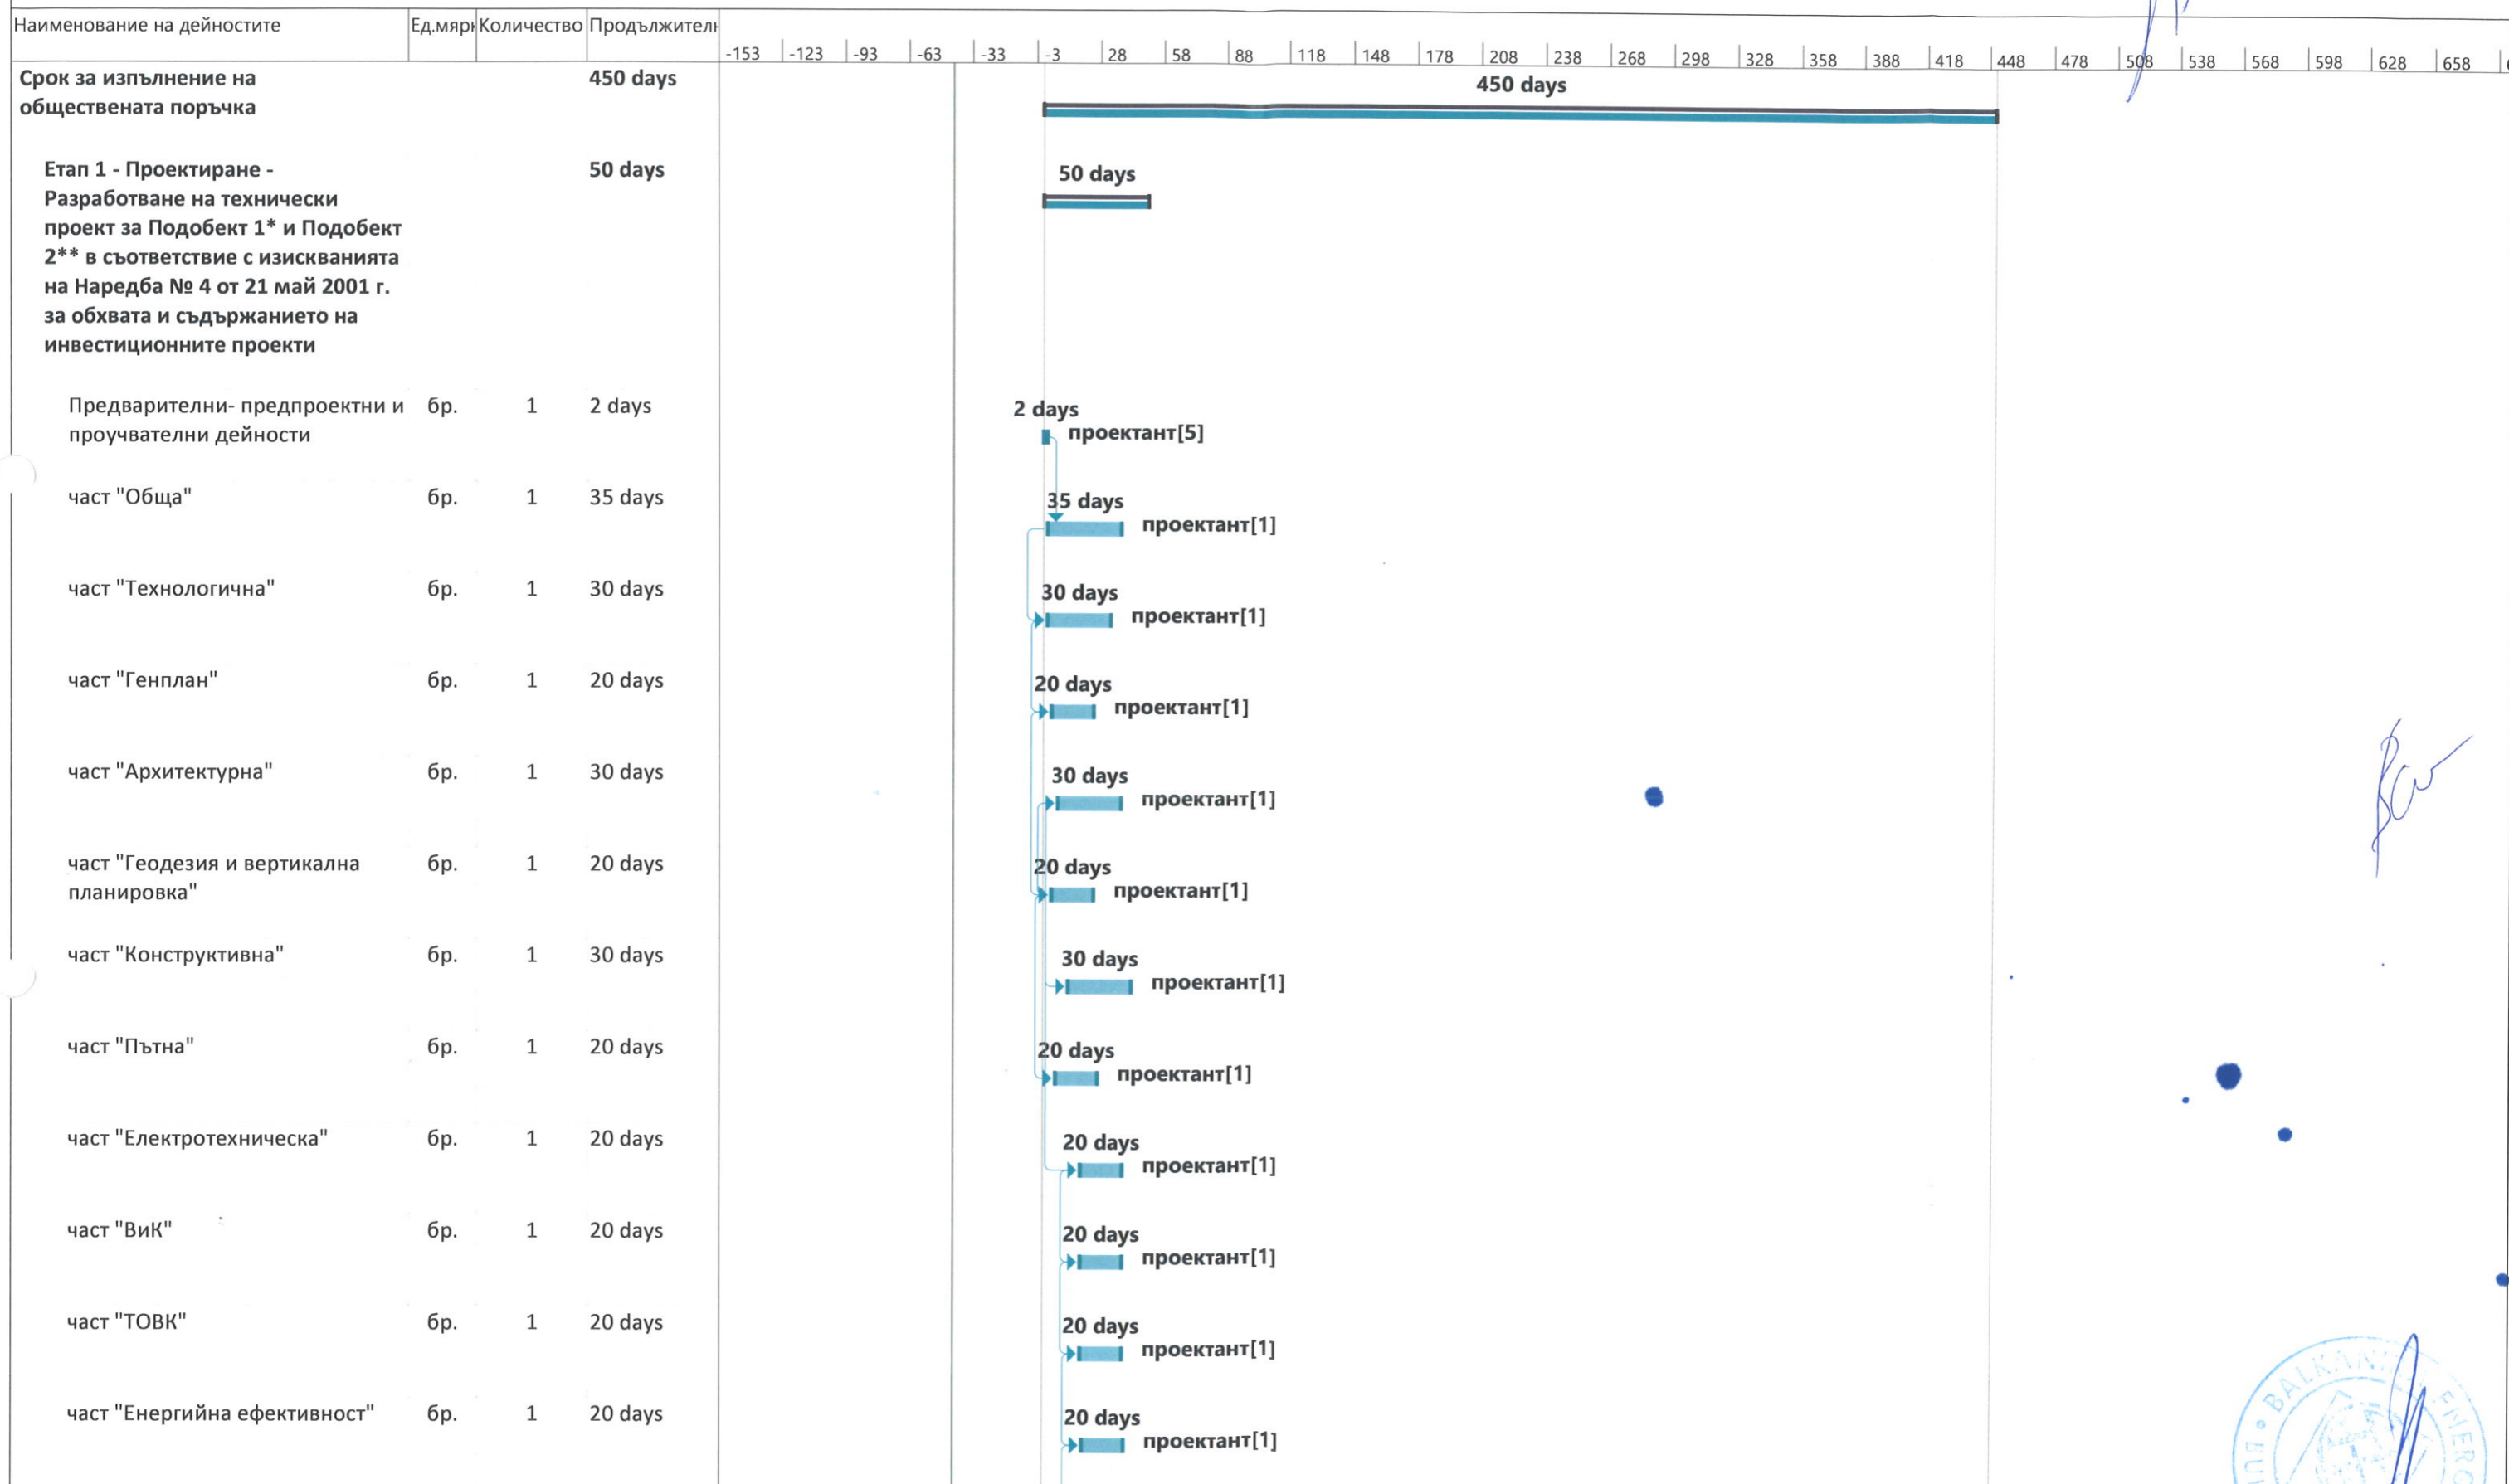 Наименование на дейностите Ед.мярк Количество Продължителн
-153 -123 -93 -63 -33 -3 28 58 88 118 148 178 208 238 268 298 328 358 388 418 448 478 508 538 568 598 628 658
Срок за изпълнение на 450 days 450 days
обществената поръчка
Етап 1 - Проектиране - 50 days 50 days
Разработване на технически
проект за Подобект 1* и Подобект
2** в съответствие с изискванията
на Наредба № 4 от 21 май 2001 г.
за обхвата и съдържанието на
инвестиционните проекти
Предварителни- предпроектни и бр. 1 2 days 2 days
проучвателни дейности проектант[5]
част "Обща" бр. 1 35 days 35 days
проектант[1]
част "Технологична" бр. 1 30 days 30 days
проектант[1]
част "Генплан" бр. 1 20 days 20 days
проектант[1]
част "Архитектурна" бр. 1 30 days 30 days
проектант[1]
част "Геодезия и вертикална бр. 1 20 days 20 days
планировка" проектант[1]
част "Конструктивна" бр. 1 30 days 30 days
проектант[1]
част "Пътна" бр. 1 20 days 20 days
проектант[1]
част "Електротехническа" бр. 1 20 days 20 days
проектант[1]
част "ВиК" бр. 1 20 days 20 days
проектант[1]
част "ТОВК" бр. 1 20 days 20 days
проектант[1]
част "Енергийна ефективност" бр. 1 20 days 20 days
проектант[1]
BALKAN